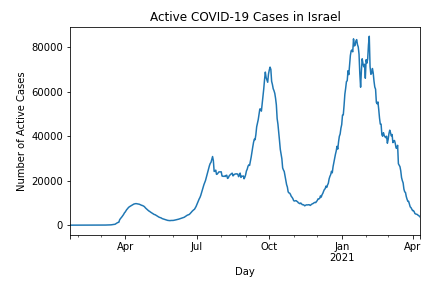 Active COVID-19 Cases in Israel
Number of Active Cases
80000
60000
40000
20000
0
Apr
Jul
Oct
Jan
2021
Apr
Day